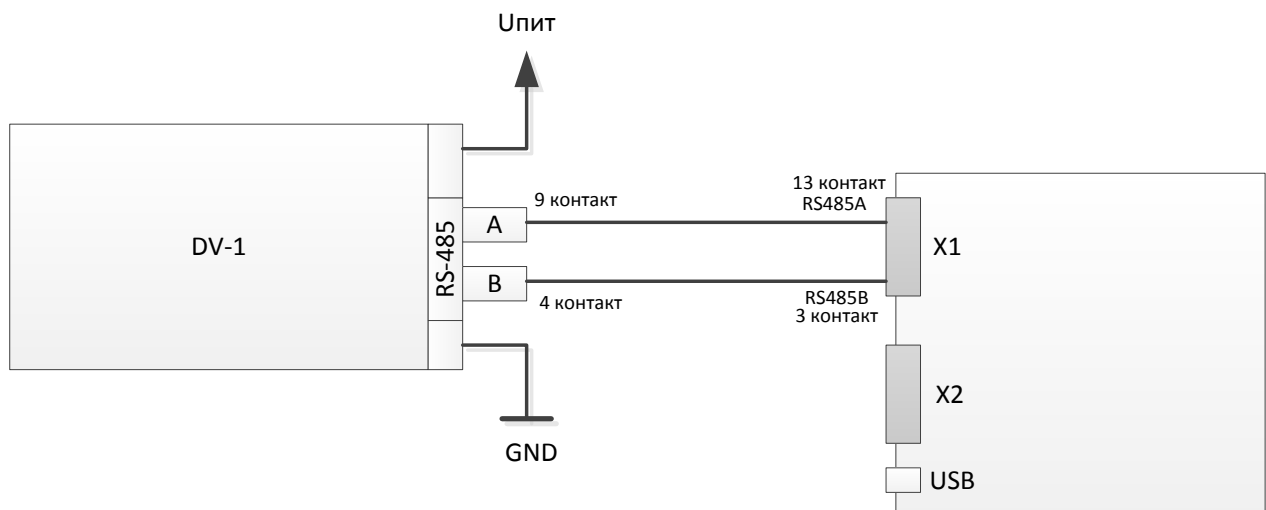 Uпит
DV-1
RS-485
A
B
9 контакт
4 контакт
13 контакт
RS485A
RS485B
3 контакт
X1
X2
USB
GND